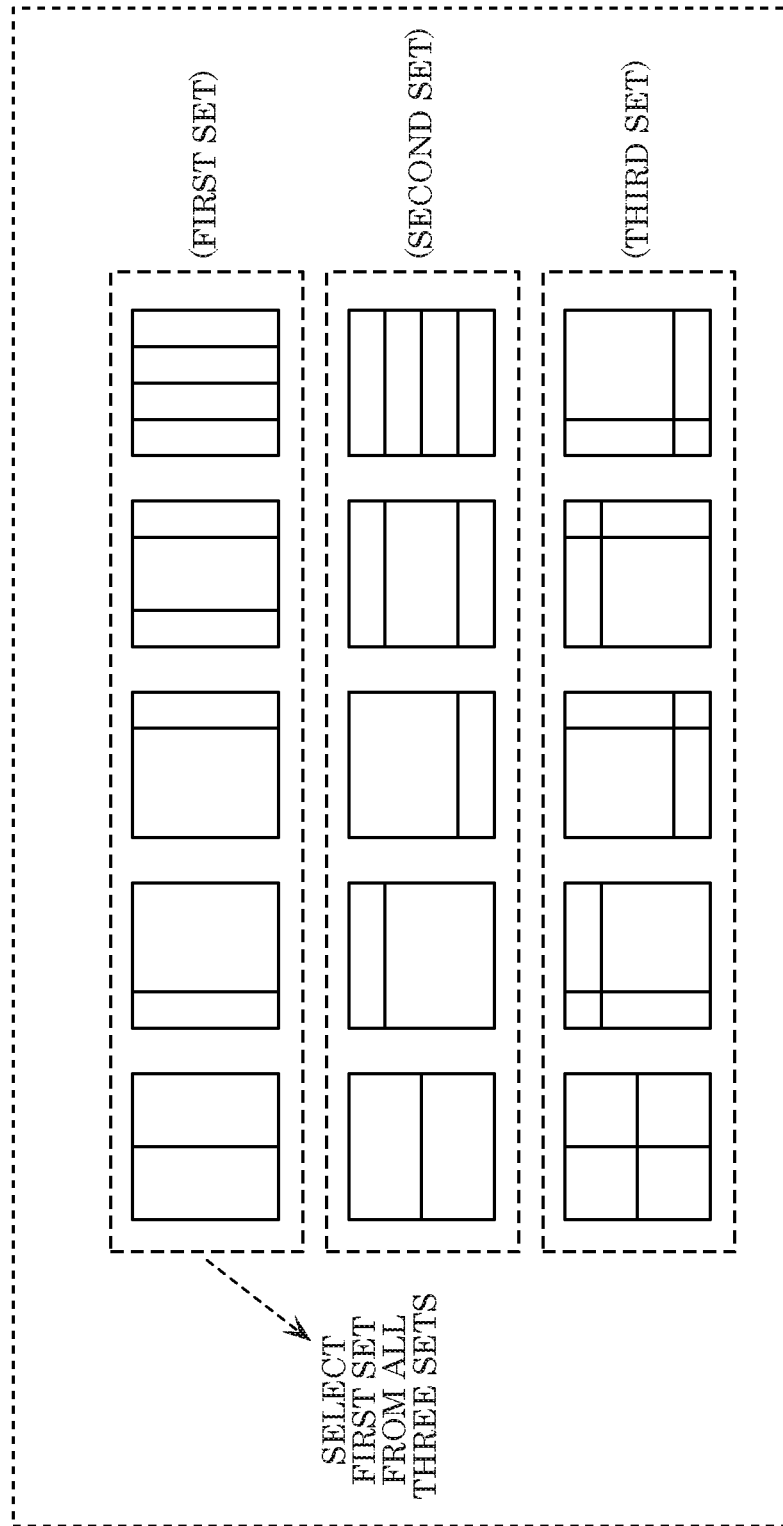 (FIRST SET)
(SECOND SET)
(THIRD SET)
SELECT
FIRST SET
FROM ALL
THREE SETS